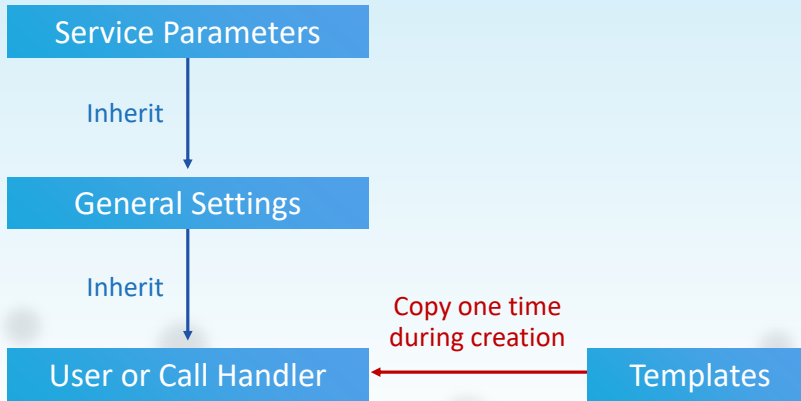 Service Parameters
Inherit
General Settings
Inherit
Copy one time
during creation
User or Call Handler
Templates